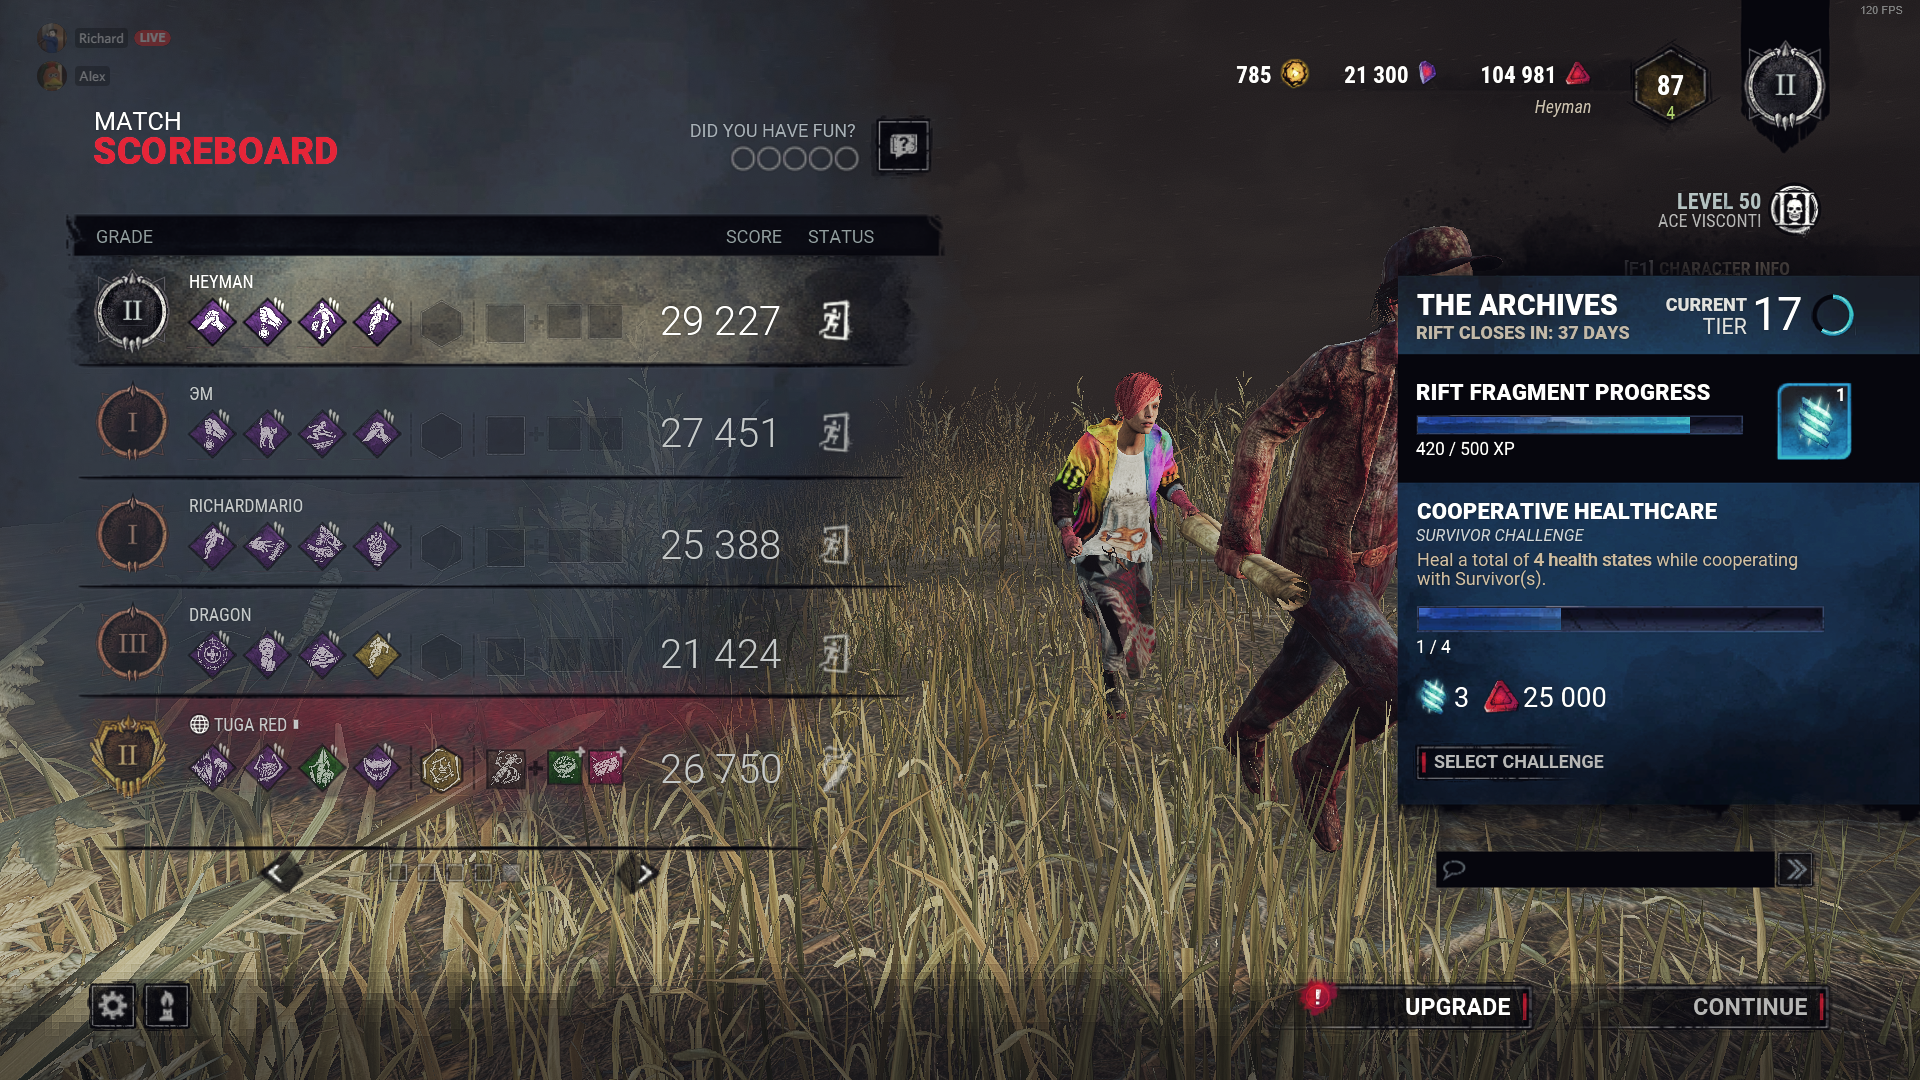 120 FPS
Richard LIVE
Alex
785 21 300 104 981 87 II
Heyman 4
MATCH
SCOREBOARD
DID YOU HAVE FUN?
LEVEL 50
ACE VISCONTI
[F1] CHARACTER INFO
GRADE SCORE STATUS
HEYMAN
II 29 227
ЭМ
I 27 451
RICHARDMARIO
I 25 388
DRAGON
III 21 424
TUGA RED
II 26 750
THE ARCHIVES
RIFT CLOSES IN: 37 DAYS
CURRENT
TIER 17
RIFT FRAGMENT PROGRESS
1
420 / 500 XP
COOPERATIVE HEALTHCARE
SURVIVOR CHALLENGE
Heal a total of 4 health states while cooperating
with Survivor(s).
1 / 4
3 25 000
SELECT CHALLENGE
! UPGRADE
CONTINUE